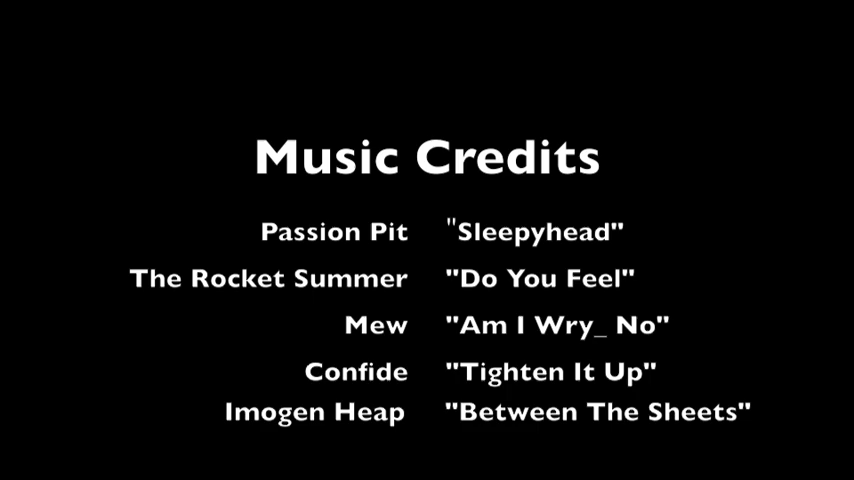 Music Credits
Passion Pit "Sleepyhead"
The Rocket Summer "Do You Feel"
Mew "Am I Wry_ No"
Confide "Tighten It Up"
Imogen Heap "Between The Sheets"